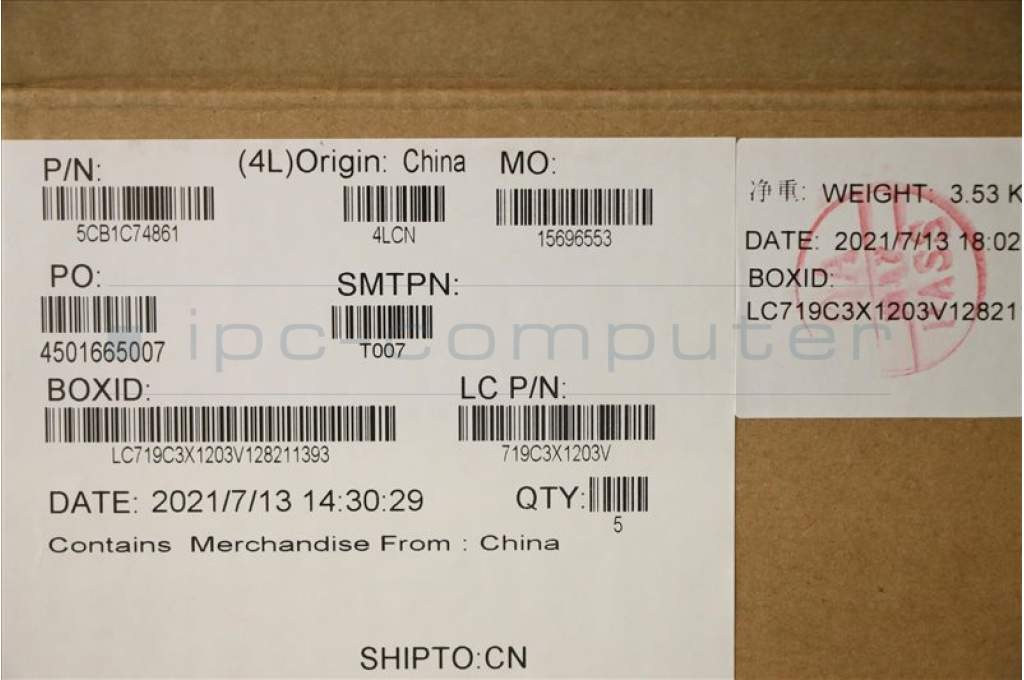 P/N:
5CB1C74861
(4L)Origin: China
4LCN
MO:
15696553
PO:
4501665007
SMTPN:
T007
BOXID:
LC719C3X1203V128211393
LC P/N:
719C3X1203V
DATE: 2021/7/13 14:30:29
QTY:
5
Contains Merchandise From : China
SHIPTO:CN
净重: WEIGHT: 3.53 K
DATE: 2021/7/13 18:02
BOXID:
LC719C3X1203V12821
ipc-computer